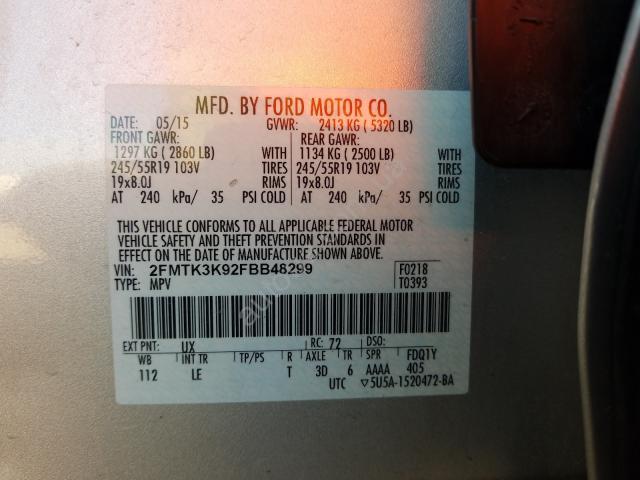 MFD. BY FORD MOTOR CO.
DATE: 05/15 GVWR: 2413 KG ( 5320 LB)
FRONT GAWR: REAR GAWR:
1297 KG ( 2860 LB) WITH 1134 KG ( 2500 LB) WITH
245/55R19 103V TIRES 245/55R19 103V TIRES
19x8.0J RIMS 19x8.0J RIMS
AT 240 kPa/ 35 PSI COLD AT 240 kPa/ 35 PSI COLD
THIS VEHICLE CONFORMS TO ALL APPLICABLE FEDERAL MOTOR
VEHICLE SAFETY AND THEFT PREVENTION STANDARDS IN
EFFECT ON THE DATE OF MANUFACTURE SHOWN ABOVE.
VIN: 2FMTK3K92FBB48299 F0218
TYPE: MPV T0393
EXT PNT: UX RC: 72 DSO:
WB INT TR TP/PS R AXLE TR SPR FDQ1Y
112 LE T 3D 6 AAAA 405
UTC ▽5U5A-1520472-BA